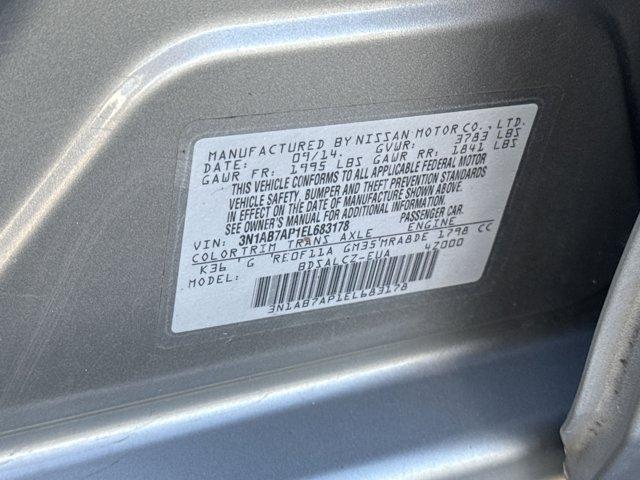 MANUFACTURED BY NISSAN MOTOR CO., LTD.
DATE: 09/14 GVWR: 3783 LBS
GAWR FR: 1995 LBS GAWR RR: 1841 LBS
THIS VEHICLE CONFORMS TO ALL APPLICABLE FEDERAL MOTOR
VEHICLE SAFETY, BUMPER AND THEFT PREVENTION STANDARDS
IN EFFECT ON THE DATE OF MANUFACTURE SHOWN ABOVE.
SEE OWNER'S MANUAL FOR ADDITIONAL INFORMATION.
VIN: 3N1AB7AP1EL683178 PASSENGER CAR
COLOR TRIM TRANS AXLE ENGINE
K36 G RE0F11A GM35 MRA8DE 1798 CC
MODEL: BDSALCZ-EUA 42000
3N1AB7AP1EL683178